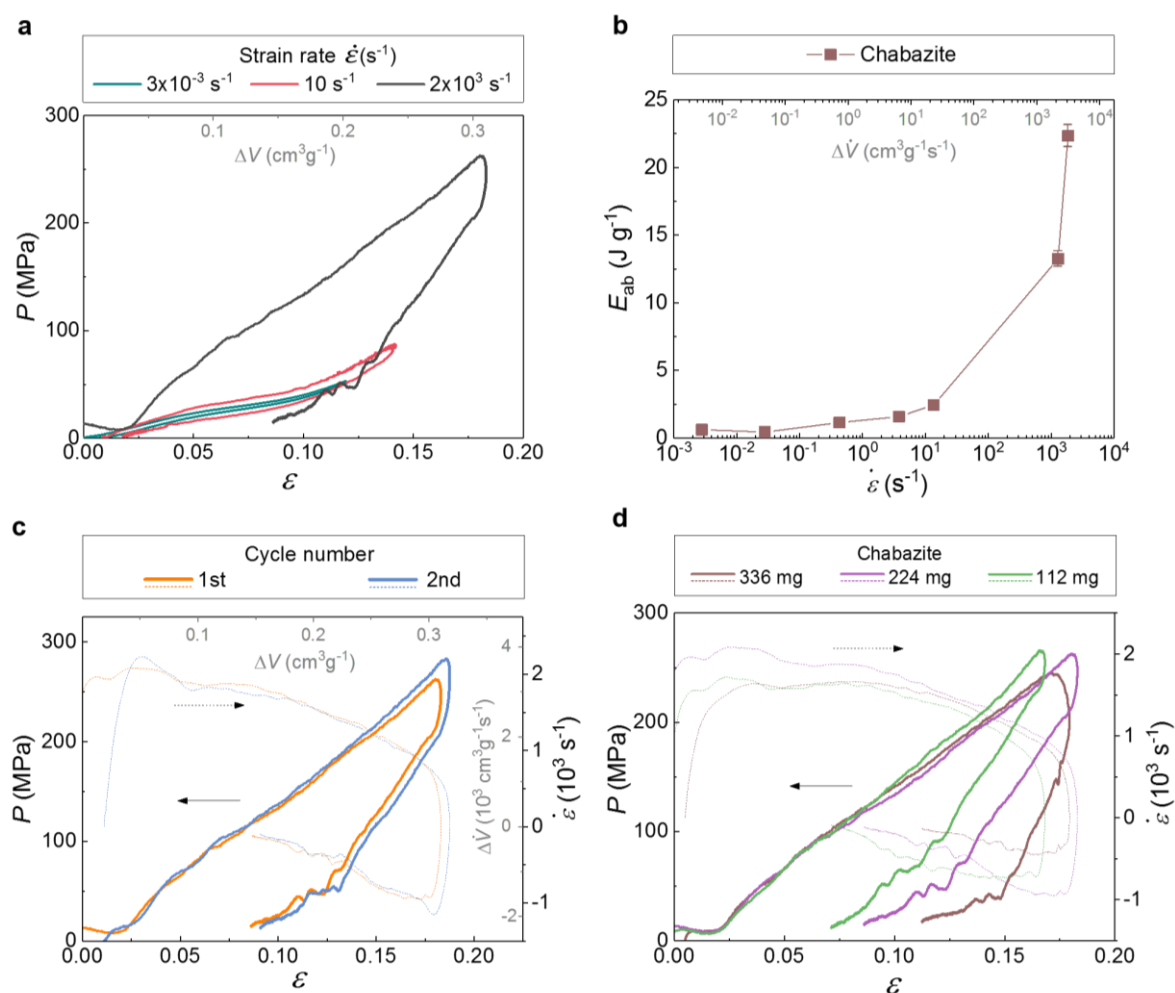 a
Strain rate ε̇ (s⁻¹)
3x10⁻³ s⁻¹ 10 s⁻¹ 2x10³ s⁻¹
300
200
100
0
P (MPa)
0.1 0.2 0.3
ΔV (cm³g⁻¹)
0.00 0.05 0.10 0.15 0.20
ε
b
Chabazite
25
20
15
10
5
0
E_ab (J g⁻¹)
10⁻² 10⁻¹ 10⁰ 10¹ 10² 10³ 10⁴
ΔV̇ (cm³g⁻¹s⁻¹)
10⁻³ 10⁻² 10⁻¹ 10⁰ 10¹ 10² 10³ 10⁴
ε̇ (s⁻¹)
c
Cycle number
1st 2nd
300
200
100
0
P (MPa)
0.1 0.2 0.3
ΔV (cm³g⁻¹)
4
2
0
-2
ΔV̇ (10³ cm³g⁻¹s⁻¹)
2
1
0
-1
ε̇ (10³ s⁻¹)
0.00 0.05 0.10 0.15 0.20
ε
d
Chabazite
336 mg 224 mg 112 mg
300
200
100
0
P (MPa)
2
1
0
-1
ε̇ (10³ s⁻¹)
0.00 0.05 0.10 0.15 0.20
ε